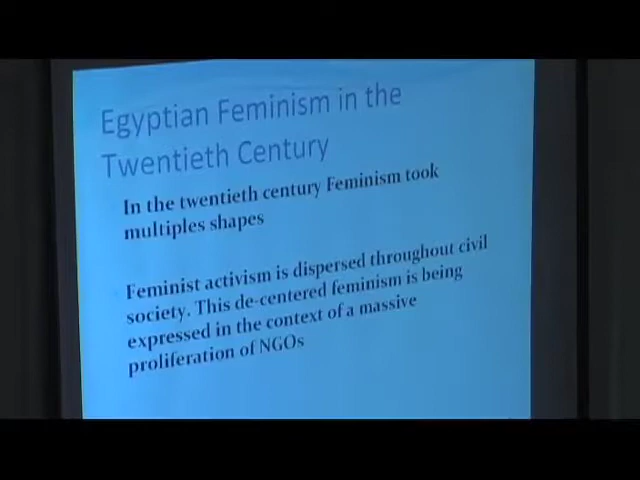 Egyptian Feminism in the
Twentieth Century
In the twentieth century Feminism took
multiples shapes
Feminist activism is dispersed throughout civil
society. This de-centered feminism is being
expressed in the context of a massive
proliferation of NGOs